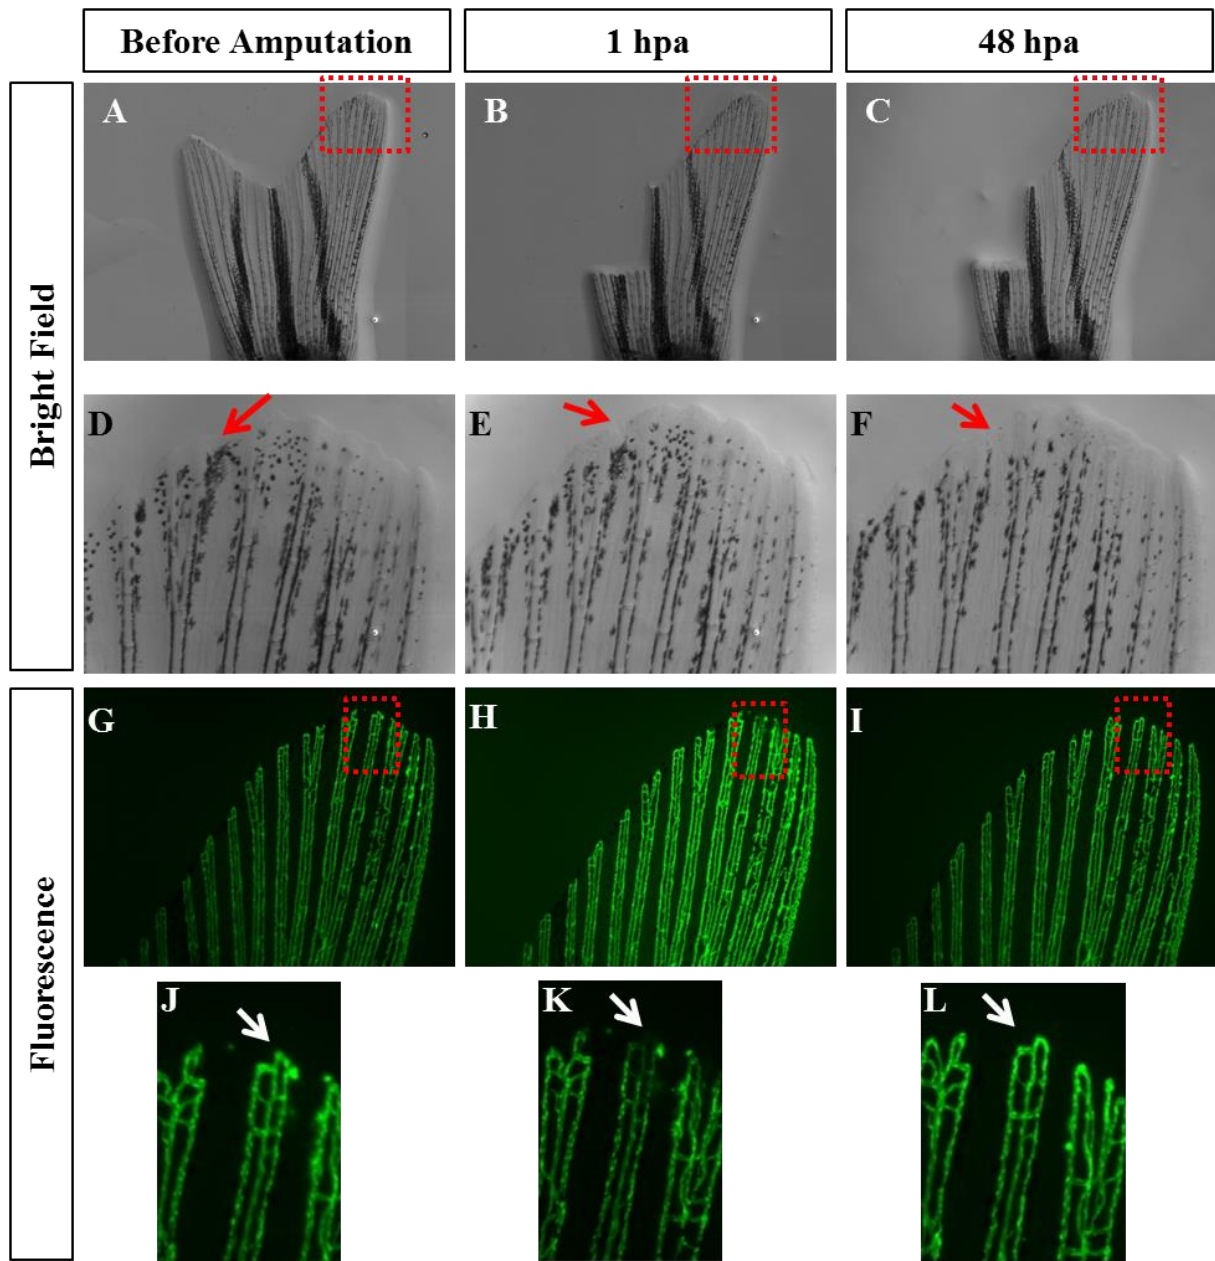 Before Amputation
1 hpa
48 hpa
Bright Field
A
B
C
D
E
F
Fluorescence
G
H
I
J
K
L